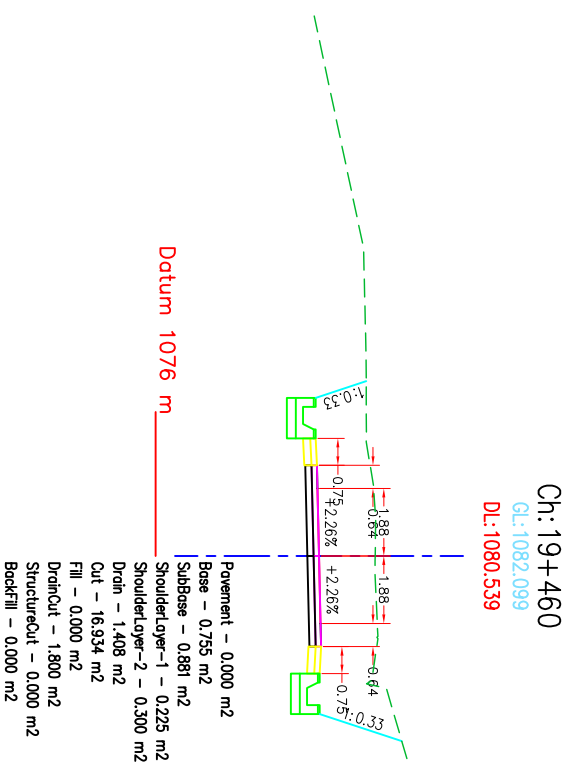 Ch: 19+460
GL:1082.099
DL:1080.539
1:0.33
0.75
0.64
1.88
+2.26%
1.88
+2.26%
0.64
0.75
1:0.33
Datum 1076 m
Pavement - 0.000 m2
Base - 0.755 m2
SubBase - 0.881 m2
ShoulderLayer-1 - 0.225 m2
ShoulderLayer-2 - 0.300 m2
Drain - 1.408 m2
Cut - 16.934 m2
Fill - 0.000 m2
DrainCut - 1.800 m2
StructureCut - 0.000 m2
BackFill - 0.000 m2